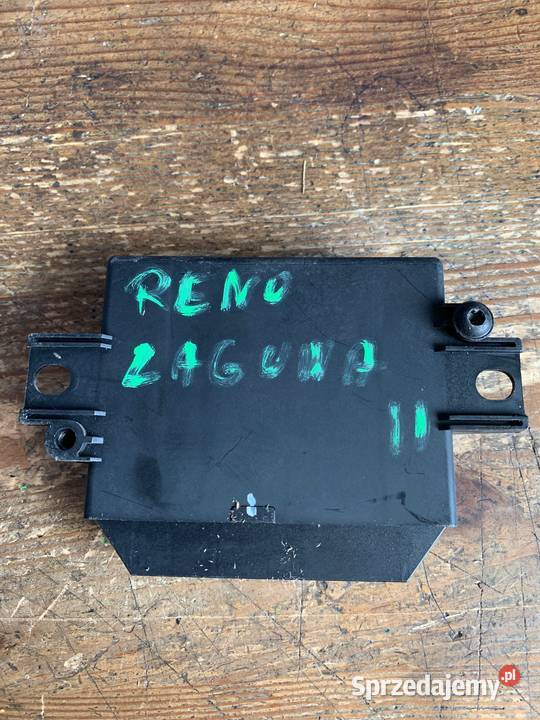 RENO
LAGUNA
II
Sprzedajemy.pl